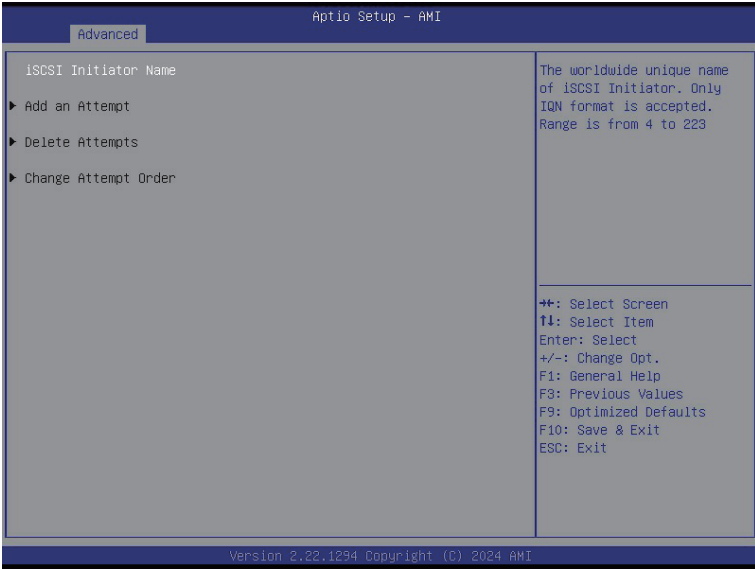 Aptio Setup – AMI
Advanced
iSCSI Initiator Name
▶ Add an Attempt
▶ Delete Attempts
▶ Change Attempt Order
The worldwide unique name
of iSCSI Initiator. Only
IQN format is accepted.
Range is from 4 to 223
→←: Select Screen
↑↓: Select Item
Enter: Select
+/-: Change Opt.
F1: General Help
F3: Previous Values
F9: Optimized Defaults
F10: Save & Exit
ESC: Exit
Version 2.22.1294 Copyright (C) 2024 AMI